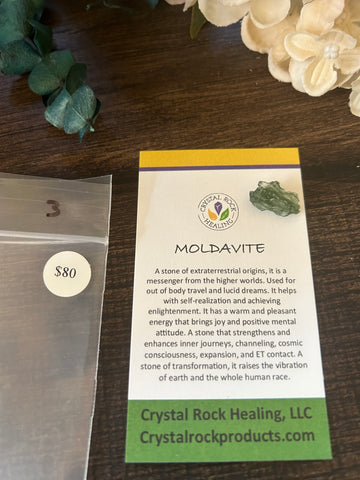 3
$80
CRYSTAL ROCK
HEALING
MOLDAVITE
A stone of extraterrestrial origins, it is a
messenger from the higher worlds. Used for
out of body travel and lucid dreams. It helps
with self-realization and achieving
enlightenment. It has a warm and pleasant
energy that brings joy and positive mental
attitude. A stone that strengthens and
enhances inner journeys, channeling, cosmic
consciousness, expansion, and ET contact. A
stone of transformation, it raises the vibration
of earth and the whole human race.
Crystal Rock Healing, LLC
Crystalrockproducts.com